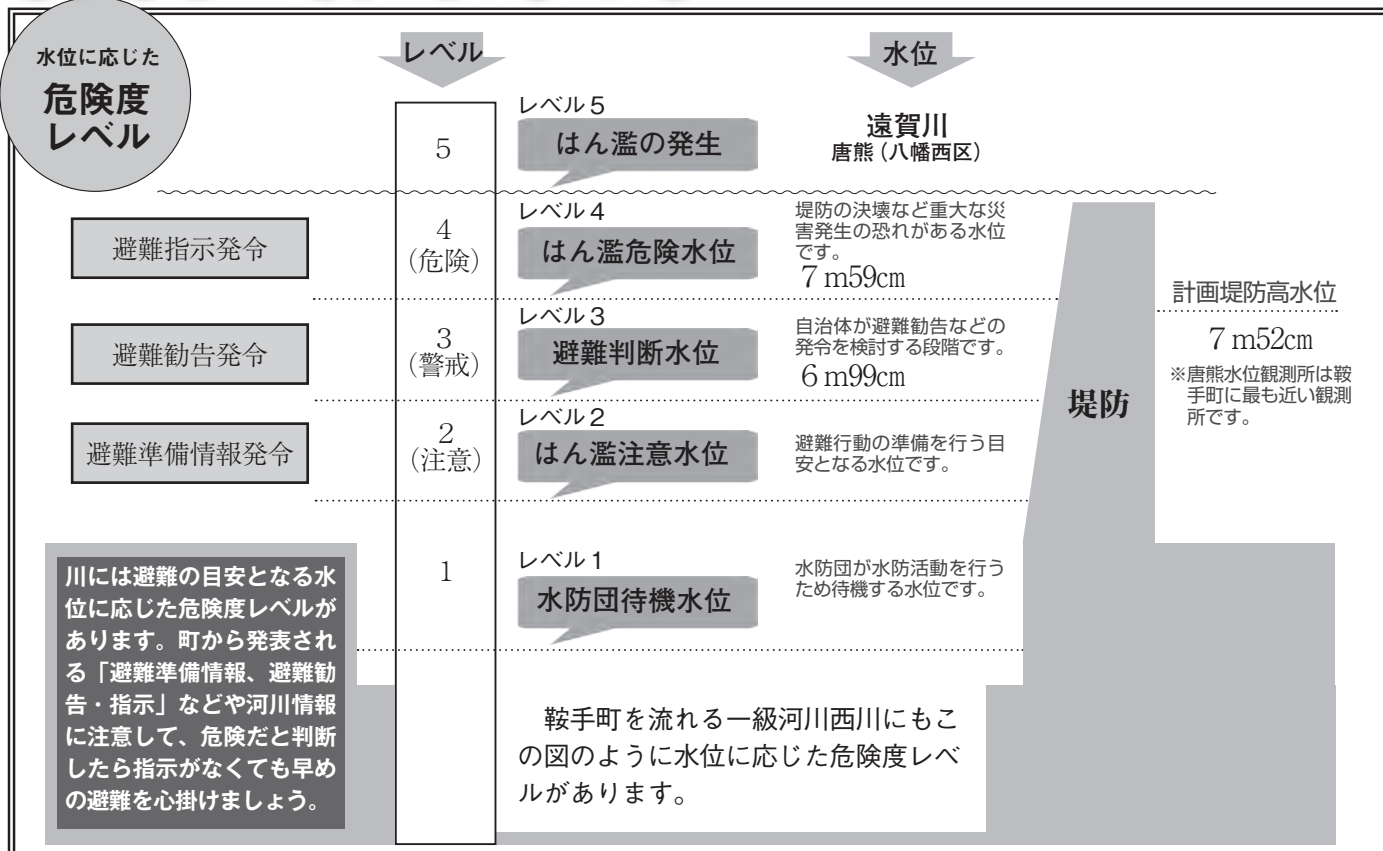 水位に応じた
危険度
レベル
レベル
水位
5
レベル5
はん濫の発生
遠賀川
唐熊(八幡西区)
避難指示発令
4
(危険)
レベル4
はん濫危険水位
堤防の決壊など重大な災
害発生の恐れがある水位
です。
7m59cm
避難勧告発令
3
(警戒)
レベル3
避難判断水位
自治体が避難勧告などの
発令を検討する段階です。
6m99cm
避難準備情報発令
2
(注意)
レベル2
はん濫注意水位
避難行動の準備を行う目
安となる水位です。
1
レベル1
水防団待機水位
水防団が水防活動を行う
ため待機する水位です。
堤防
計画堤防高水位
7m52cm
※唐熊水位観測所は鞍
手町に最も近い観測
所です。
川には避難の目安となる水
位に応じた危険度レベルが
あります。町から発表され
る「避難準備情報、避難勧
告・指示」などや河川情報
に注意して、危険だと判断
したら指示がなくても早め
の避難を心掛けましょう。
鞍手町を流れる一級河川西川にもこ
の図のように水位に応じた危険度レベ
ルがあります。